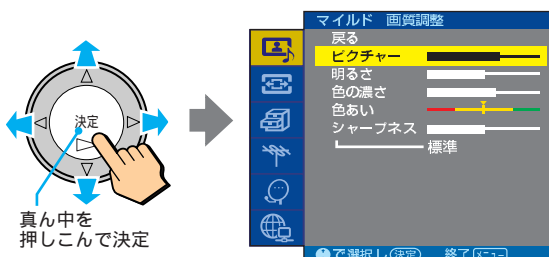 マイルド 画質調整
戻る
ピクチャー
明るさ
色の濃さ
色あい
シャープネス
標準
で選択し 決定 終了 メニュー
決定
真ん中を
押しこんで決定